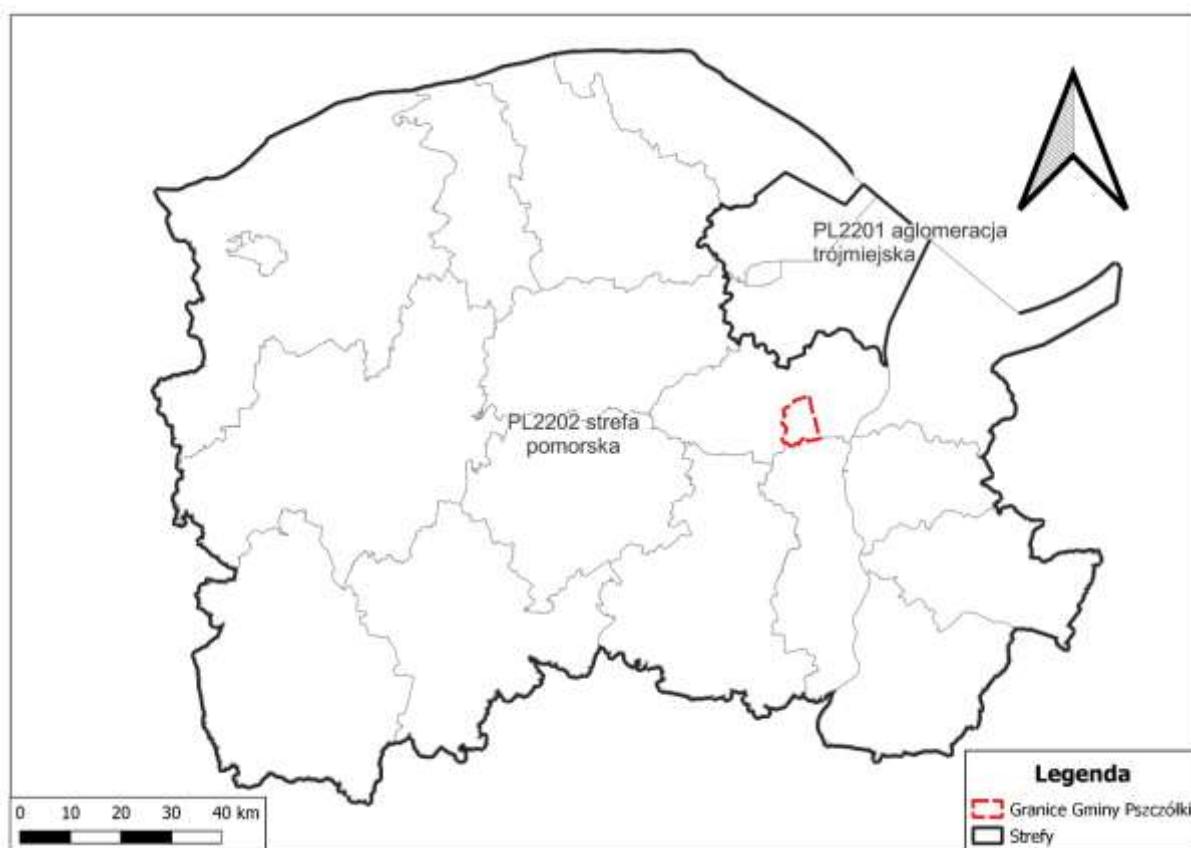 PL2201 aglomeracja
trójmiejska
PL2202 strefa
pomorska
Legenda
Granice Gminy Pszczółki
Strefy
0 10 20 30 40 km